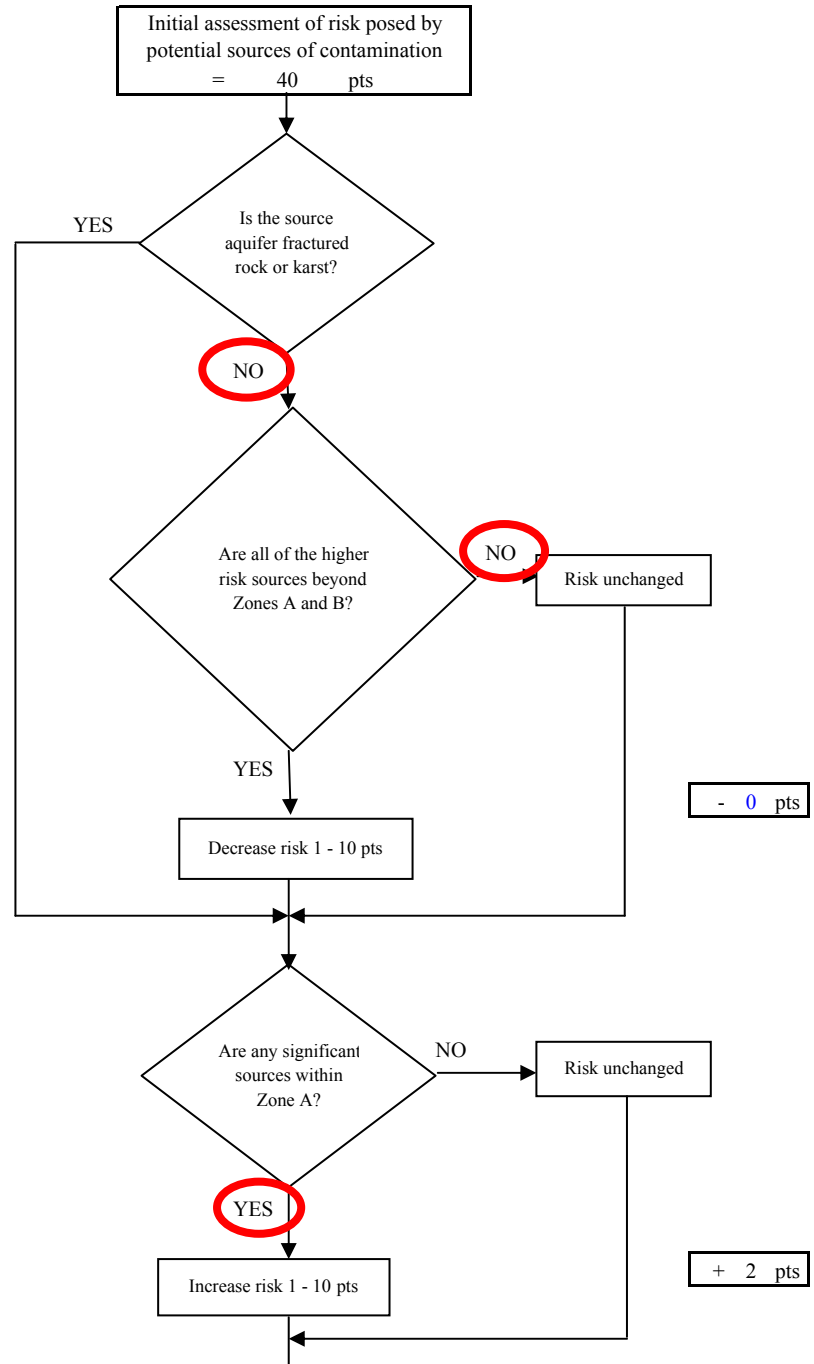 Initial assessment of risk posed by
potential sources of contamination
= 40 pts
YES
Is the source
aquifer fractured
rock or karst?
NO
Are all of the higher
risk sources beyond
Zones A and B?
NO
Risk unchanged
YES
- 0 pts
Decrease risk 1 - 10 pts
Are any significant
sources within
Zone A?
NO
Risk unchanged
YES
+ 2 pts
Increase risk 1 - 10 pts